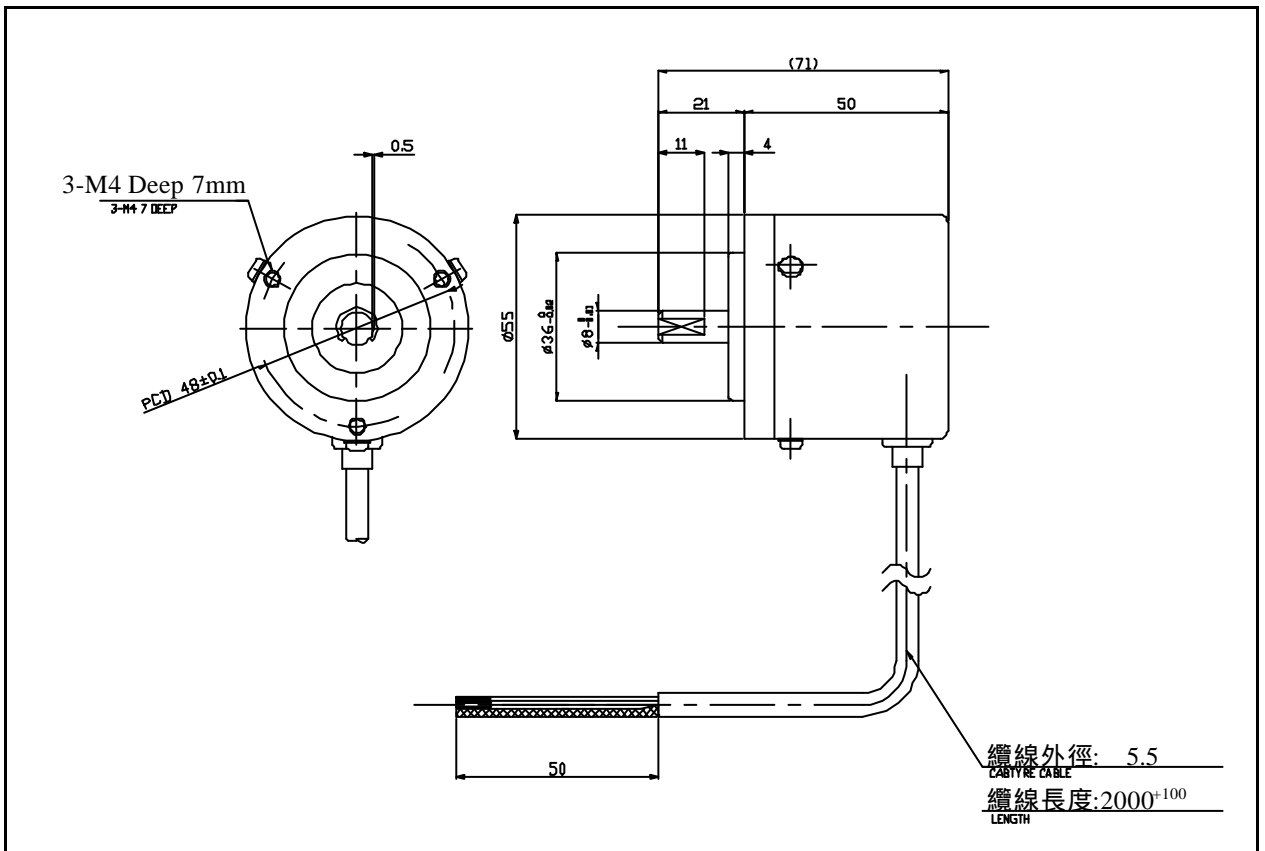 (71)
21
50
11
4
0.5
3-M4 Deep 7mm
3-M4 7 DEEP
PCD 48±0.1
ø55
ø36
ø8
50
纜線外徑: 5.5
CABTYRE CABLE
纜線長度:2000+100
LENGTH